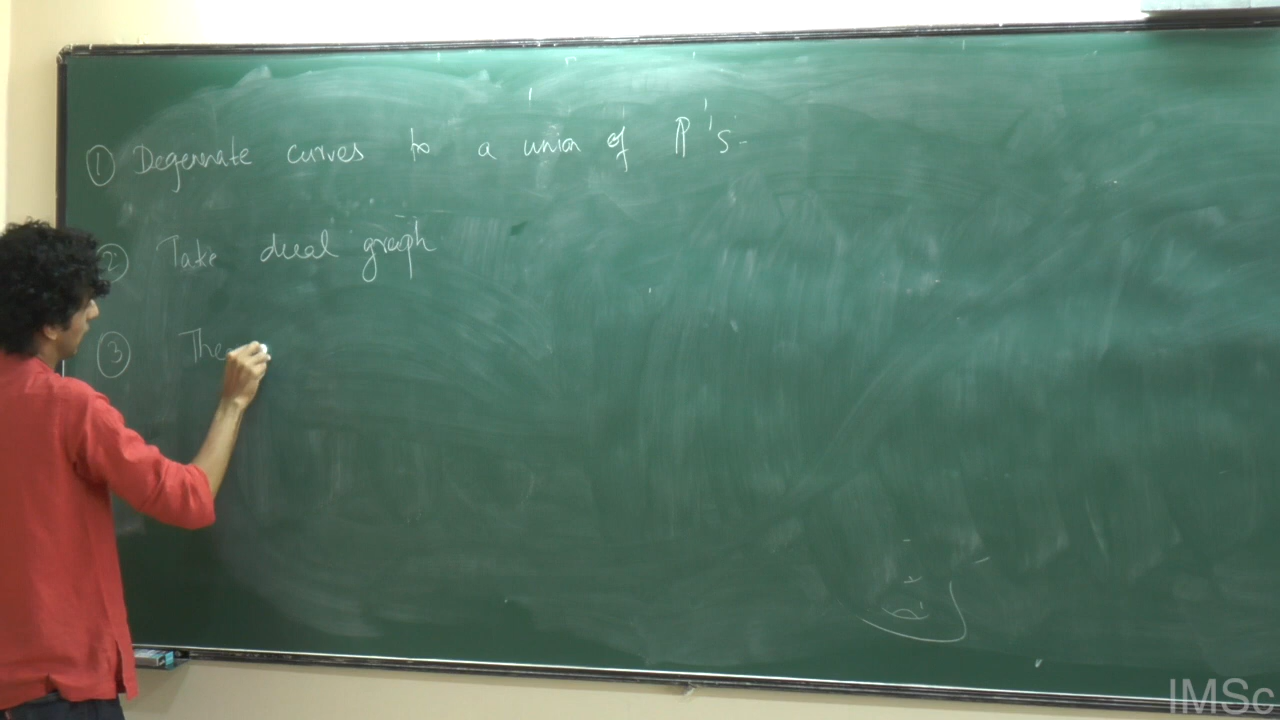 ① Degenerate curves to a union of ℙ¹'s.
② Take dual graph
③ The
IMSc